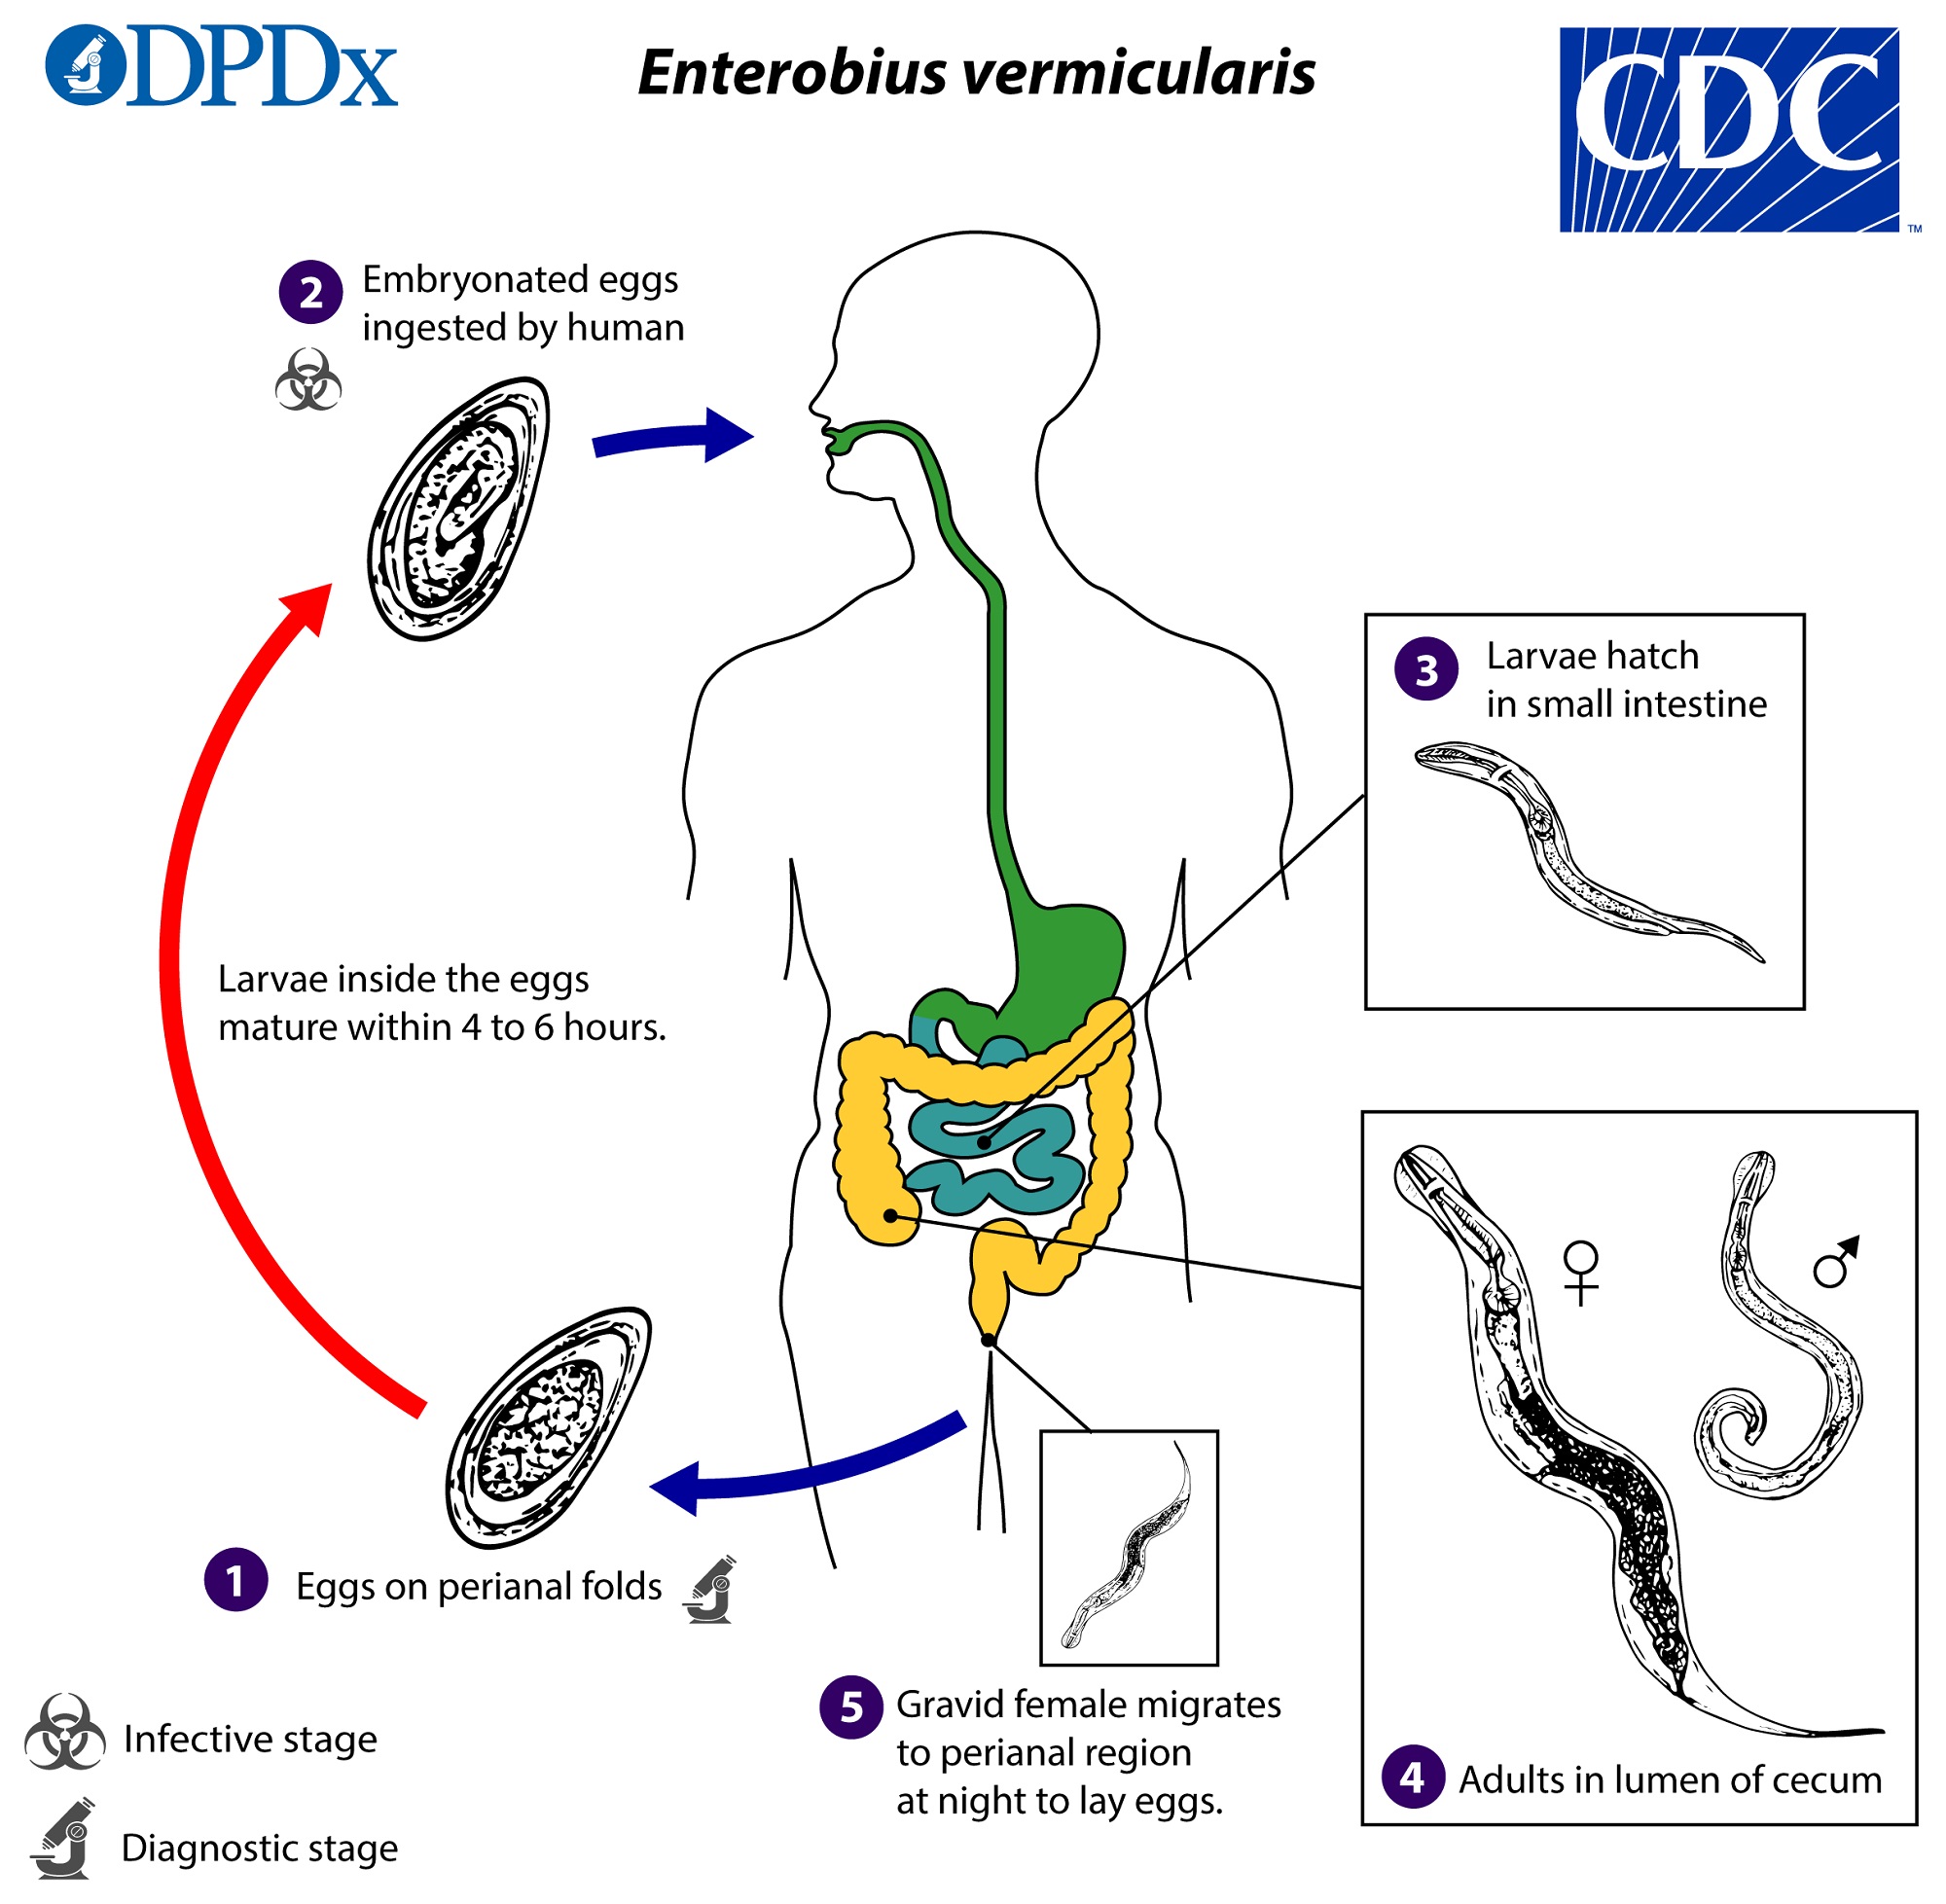 DPDx
Enterobius vermicularis
CDC
TM
2
Embryonated eggs
ingested by human
3
Larvae hatch
in small intestine
Larvae inside the eggs
mature within 4 to 6 hours.
♀
♂
1
Eggs on perianal folds
5
Gravid female migrates
to perianal region
at night to lay eggs.
4
Adults in lumen of cecum
Infective stage
Diagnostic stage